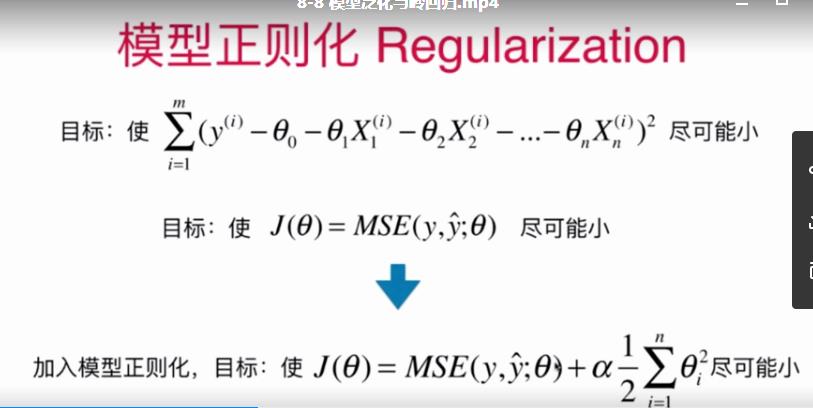 8-8 模型泛化与岭回归.mp4
模型正则化 Regularization
目标：使 $\sum_{i=1}^{m}(y^{(i)}-\theta_0-\theta_1X_1^{(i)}-\theta_2X_2^{(i)}-...-\theta_nX_n^{(i)})^2$ 尽可能小
目标：使 $J(\theta)=MSE(y,\hat{y};\theta)$ 尽可能小
加入模型正则化，目标：使 $J(\theta)=MSE(y,\hat{y};\theta)+\alpha\frac{1}{2}\sum_{i=1}^{n}\theta_i^2$ 尽可能小